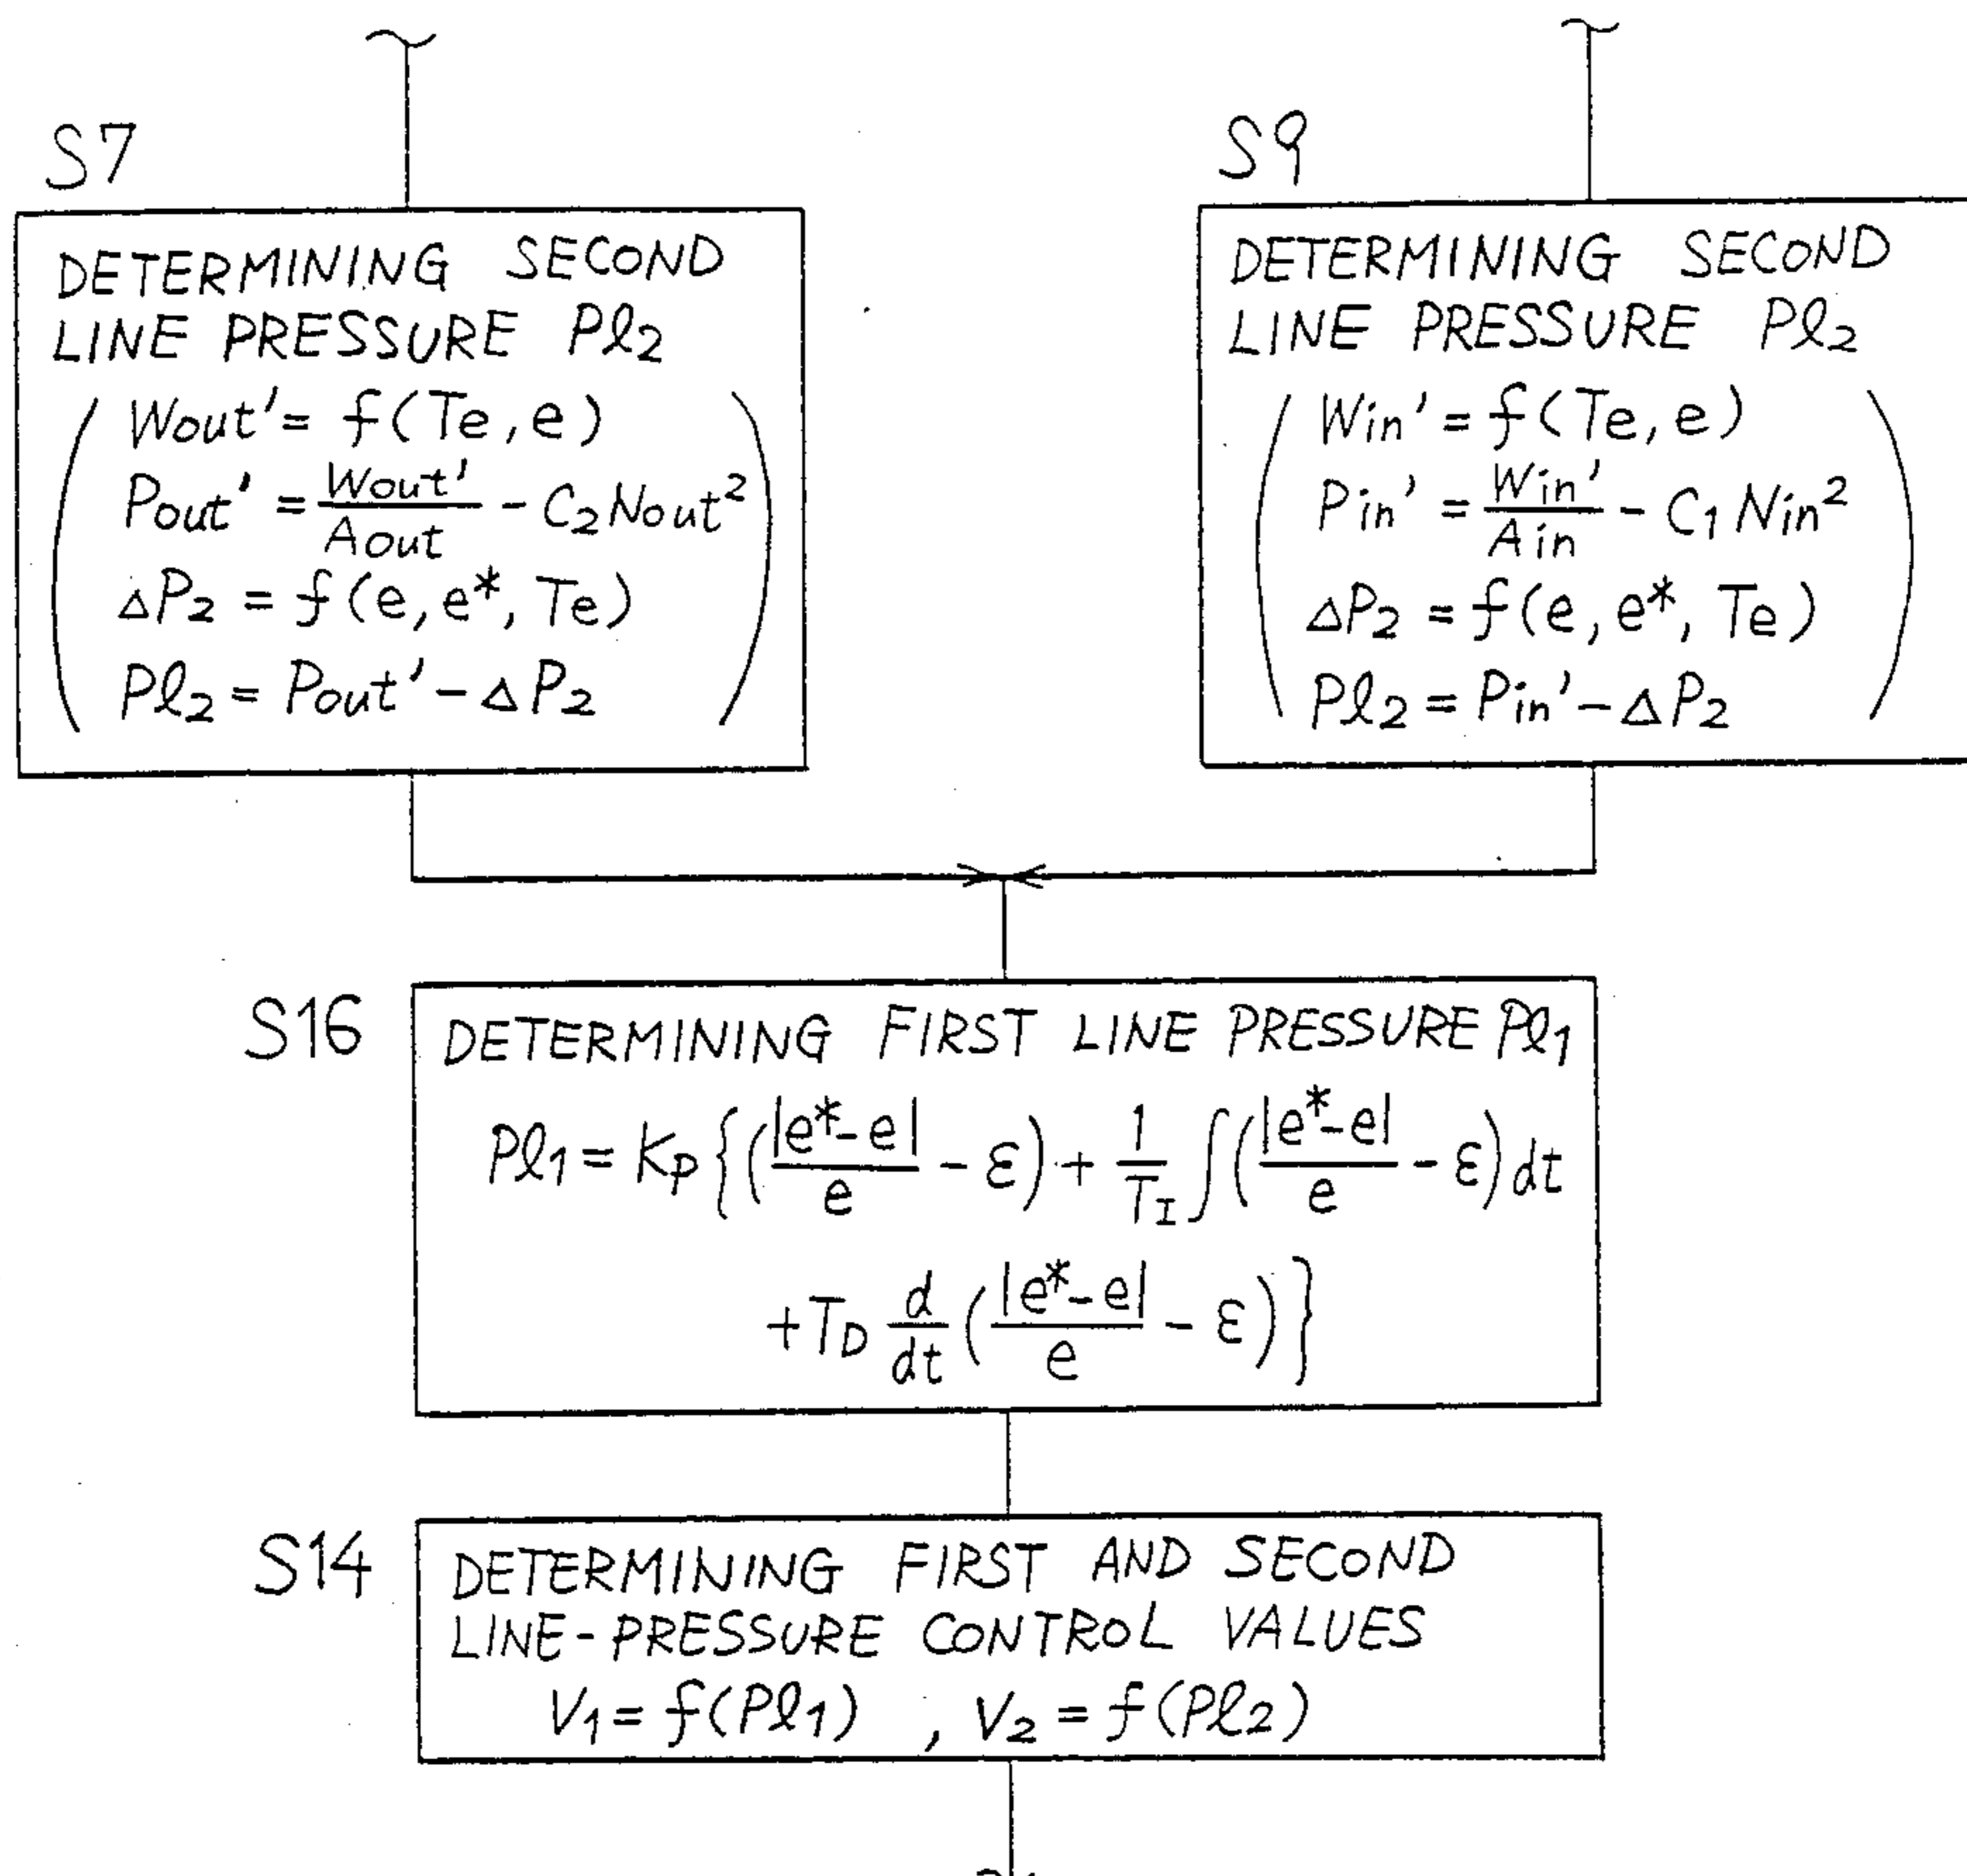 S7
DETERMINING SECOND
LINE PRESSURE Pl₂
Wout' = f(Te, e)
Pout' = Wout'/Aout - C₂Nout²
ΔP₂ = f(e, e*, Te)
Pl₂ = Pout' - ΔP₂
S9
DETERMINING SECOND
LINE PRESSURE Pl₂
Win' = f(Te, e)
Pin' = Win'/Ain - C₁Nin²
ΔP₂ = f(e, e*, Te)
Pl₂ = Pin' - ΔP₂
S16
DETERMINING FIRST LINE PRESSURE Pl₁
Pl₁ = Kp{(|e*-e|/e - ε) + 1/T_I ∫(|e*-e|/e - ε)dt
+T_D d/dt(|e*-e|/e - ε)}
S14
DETERMINING FIRST AND SECOND
LINE-PRESSURE CONTROL VALUES
V₁ = f(Pl₁) , V₂ = f(Pl₂)